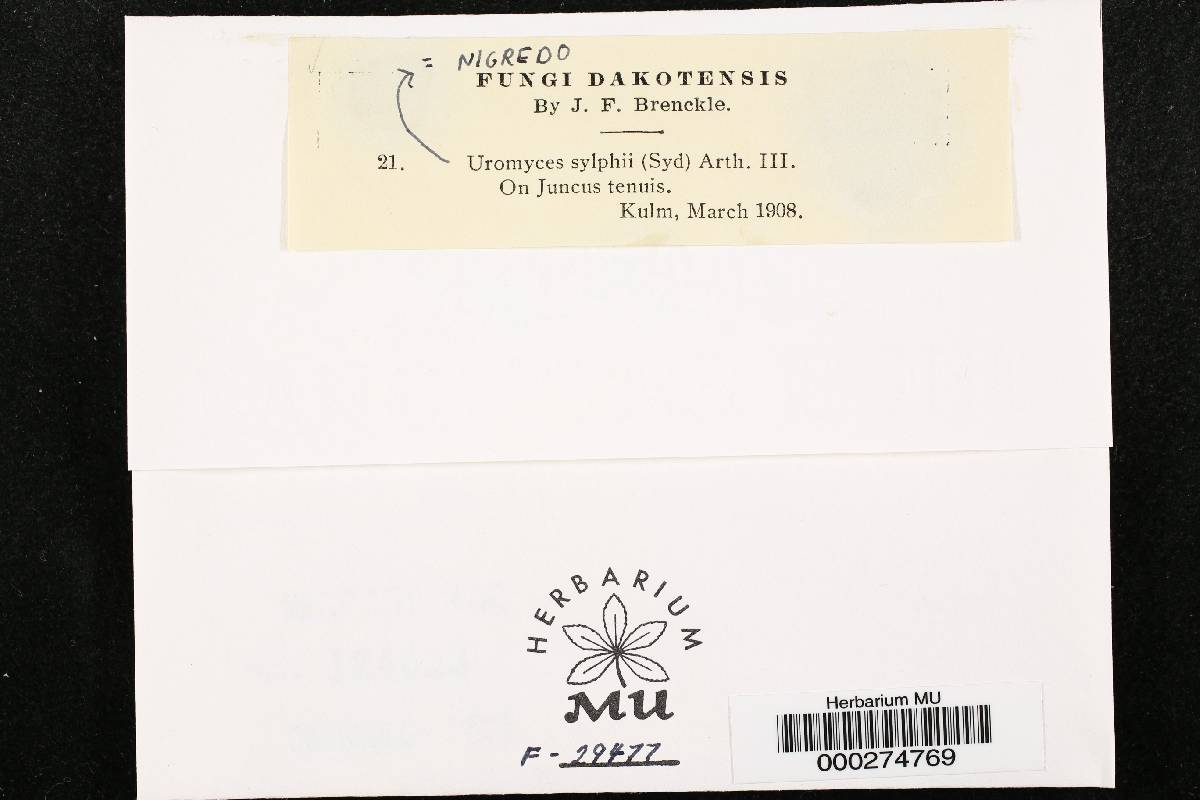 = NIGREDO
FUNGI DAKOTENSIS
By J. F. Brenckle.
21. Uromyces sylphii (Syd) Arth. III.
On Juncus tenuis.
Kulm, March 1908.
HERBARIUM
MU
F-29477
Herbarium MU
000274769